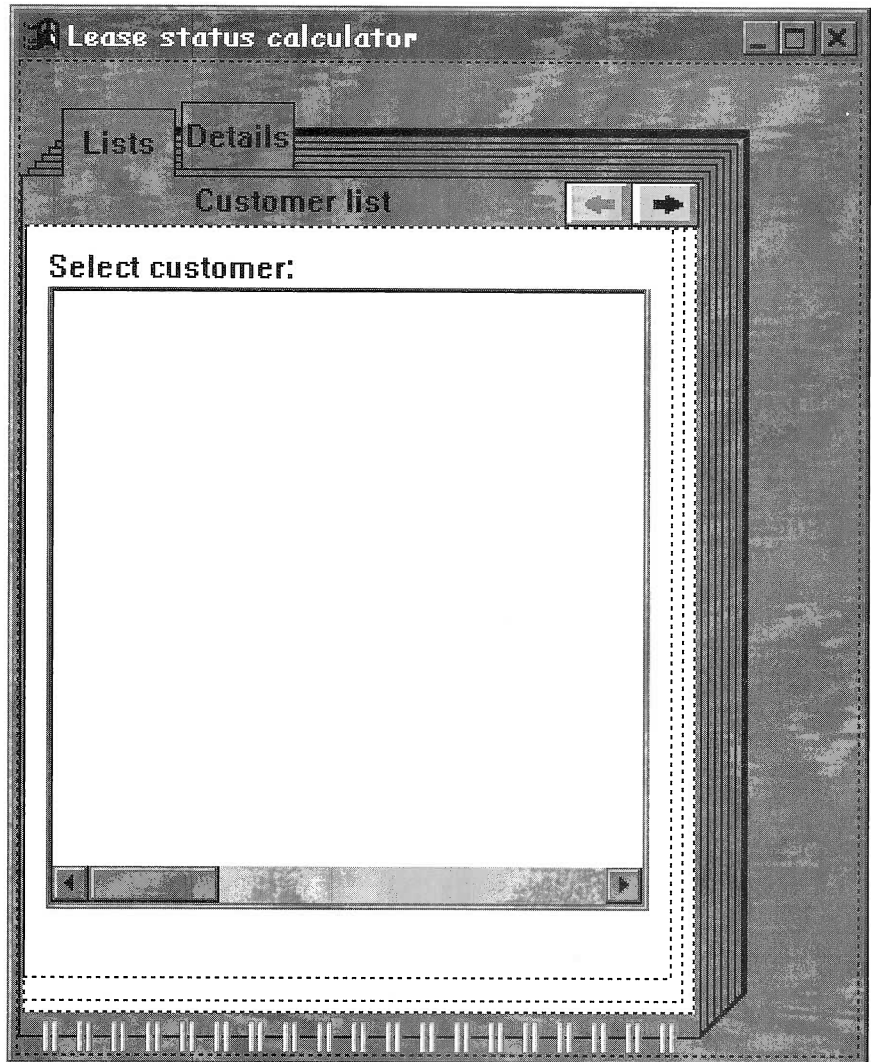 Lease status calculator
Lists
Details
Customer list
Select customer: